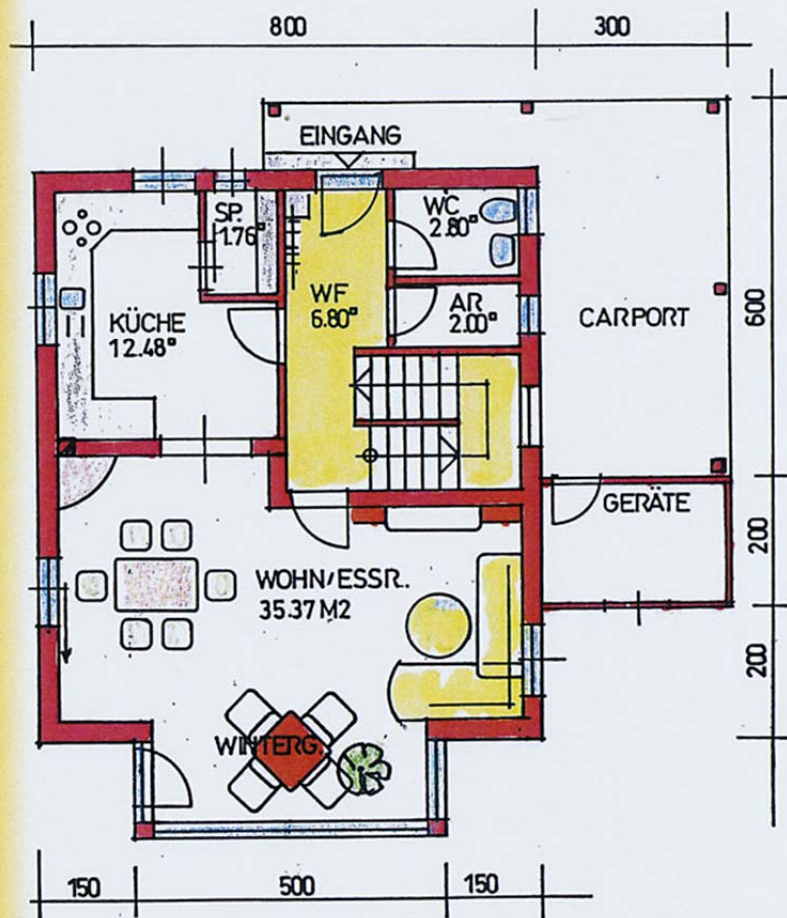 800
300
EINGANG
SP.
1.76¤
WC
2.80¤
WF
6.80¤
AR
2.00¤
KÜCHE
12.48¤
CARPORT
600
GERÄTE
200
WOHN/ESSR.
35.37 M2
200
WINTERG.
150
500
150